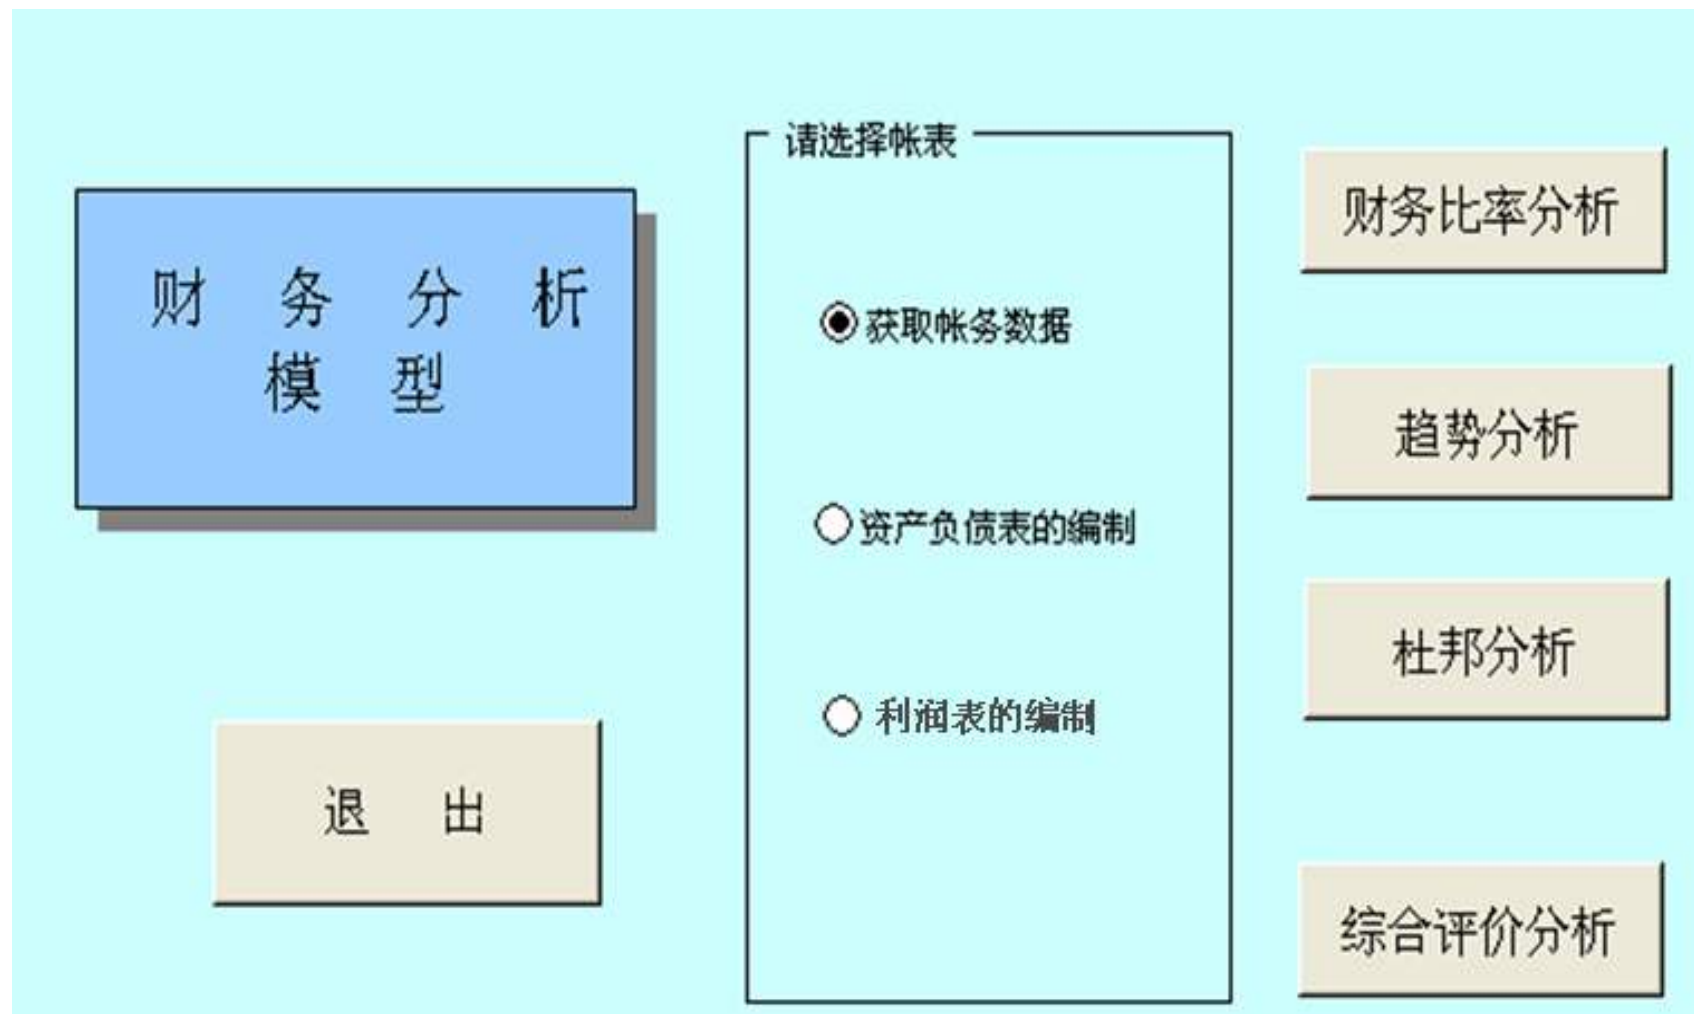 财 务 分 析
模 型
退 出
请选择帐表
获取帐务数据
资产负债表的编制
利润表的编制
财务比率分析
趋势分析
杜邦分析
综合评价分析